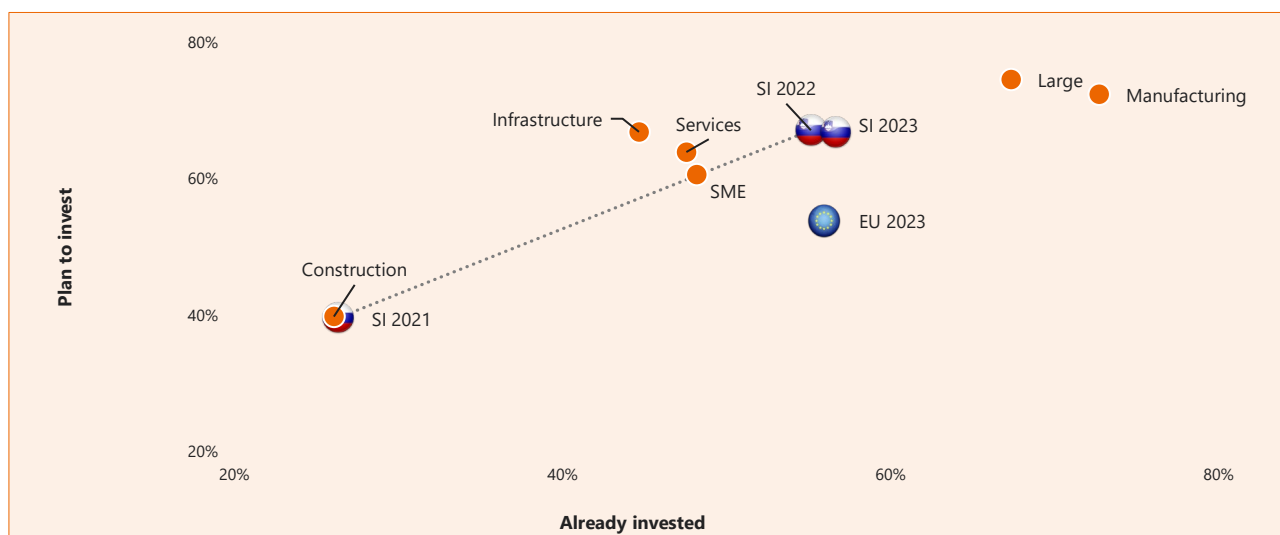 80%
SI 2022
Large
Manufacturing
Infrastructure
Services
SI 2023
60%
SME
EU 2023
Plan to invest
Construction
40%
SI 2021
20%
20%
40%
60%
80%
Already invested